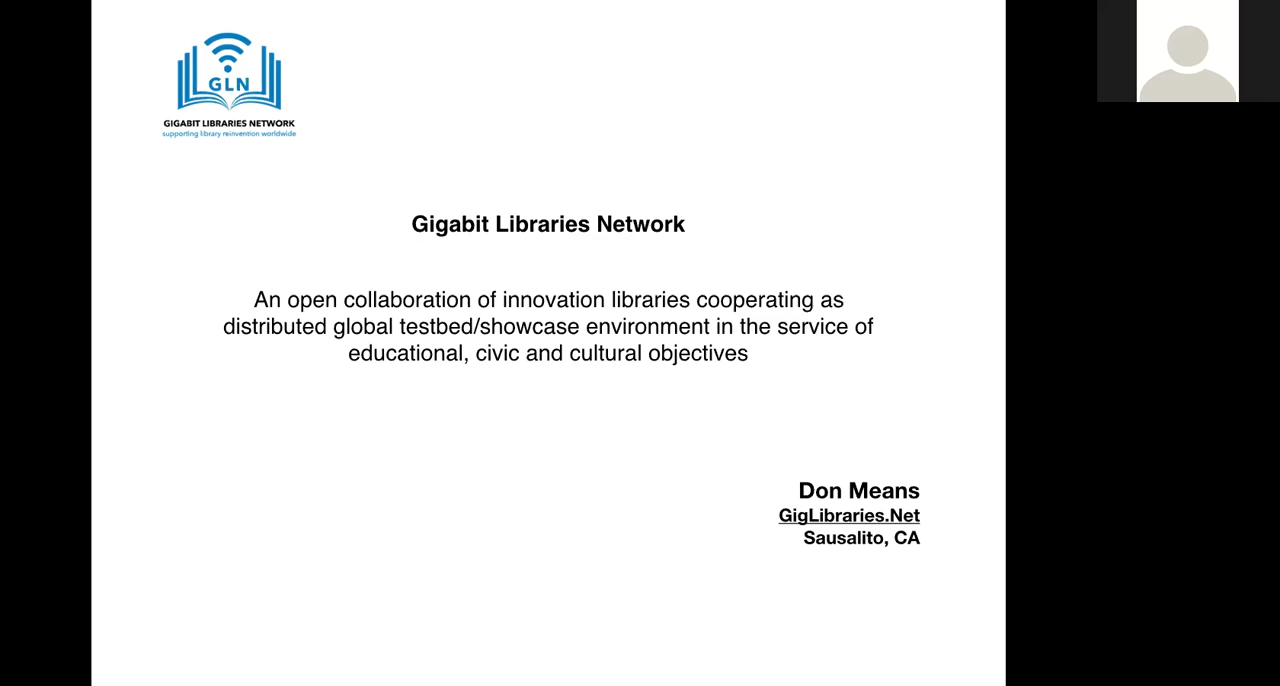 GLN
GIGABIT LIBRARIES NETWORK
supporting library reinvention worldwide
Gigabit Libraries Network
An open collaboration of innovation libraries cooperating as
distributed global testbed/showcase environment in the service of
educational, civic and cultural objectives
Don Means
GigLibraries.Net
Sausalito, CA